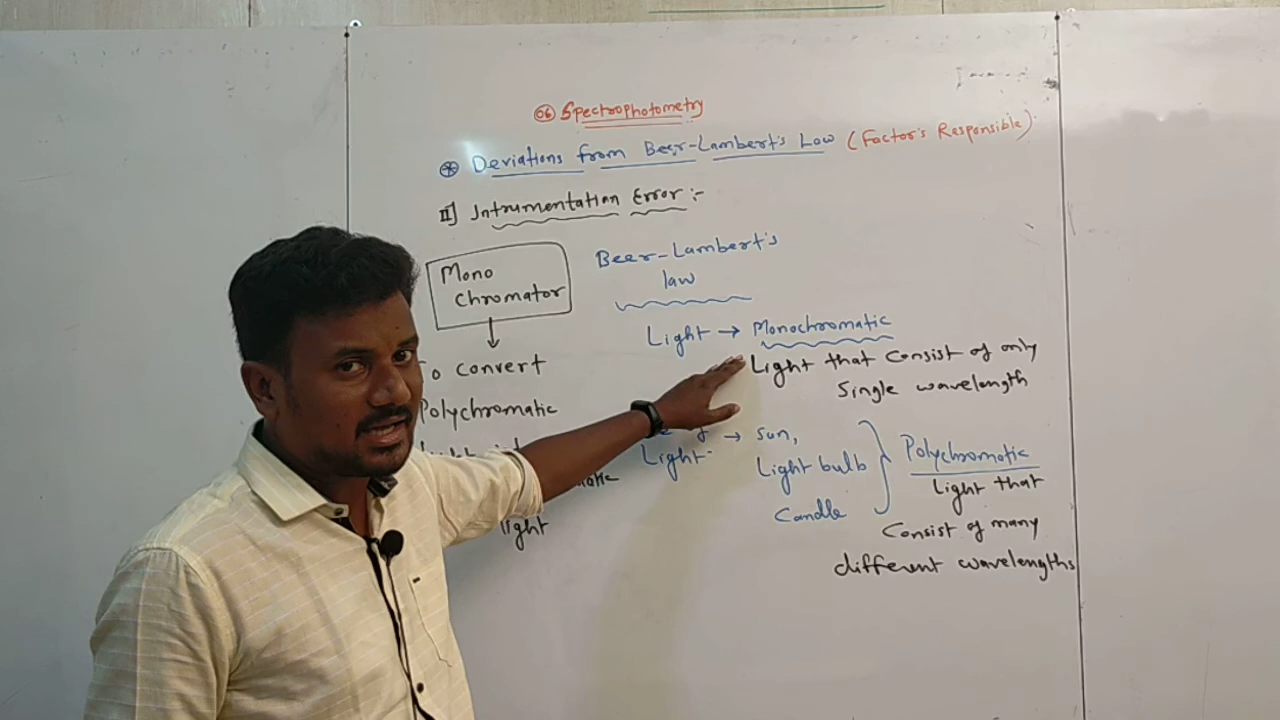 06 Spectrophotometry
Deviations from Beer-Lambert's Law (Factor's Responsible)
II] Intrumentation Error :-
Mono
Chromator
o convert
Polychromatic
light
Beer-Lambert's
law
Light → Monochromatic
Light that consist of only
Single wavelength
→ Sun,
Light
Light bulb
Candle
Polychromatic
Light that
Consist of many
different wavelengths